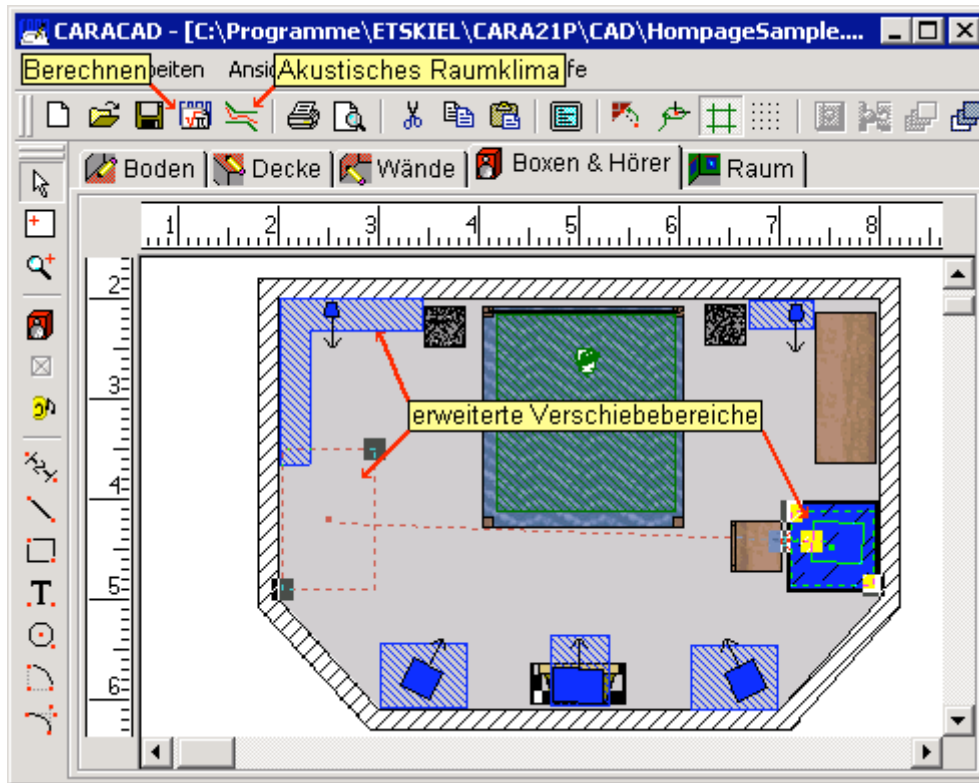 CARACAD - [C:\Programme\ETSKIEL\CARA21P\CAD\HompageSample....
Berechnen
Akustisches Raumklima
Boden Decke Wände Boxen & Hörer Raum
1 2 3 4 5 6 7 8
2
3
erweiterte Verschiebebereiche
4
5
6
T